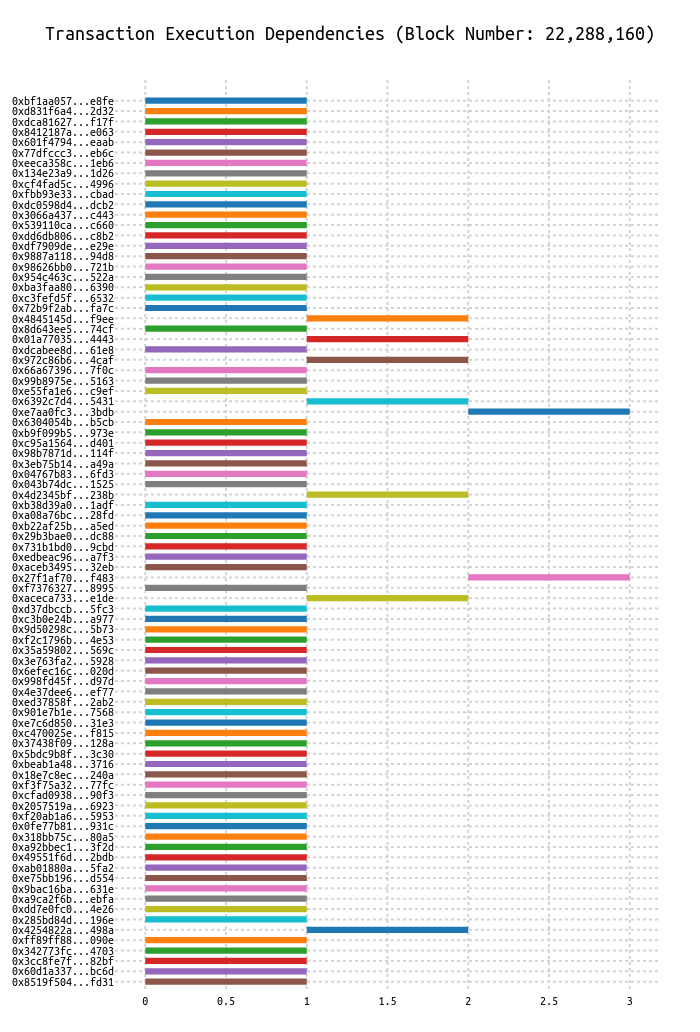 Transaction Execution Dependencies (Block Number: 22,288,160)
0xbf1aa057...e8fe
0xd831f6a4...2d32
0xdca81627...f17f
0x8412187a...e063
0x601f4794...eaab
0x77dfccc3...eb6c
0xeeca358c...1eb6
0x134e23a9...1d26
0xcf4fad5c...4996
0xfbb93e33...cbad
0xdc0598d4...dcb2
0x3066a437...c443
0x539110ca...c660
0xdd6db806...c8b2
0xdf7909de...e29e
0x9887a118...94d8
0x98626bb0...721b
0x954c463c...522a
0xba3faa80...6390
0xc3fefd5f...6532
0x72b9f2ab...fa7c
0x4845145d...f9ee
0x8d643ee5...74cf
0x01a77035...4443
0xdcabee8d...61e8
0x972c86b6...4caf
0x66a67396...7f0c
0x99b8975e...5163
0xe55fa1e6...c9ef
0x6392c7d4...5431
0xe7aa0fc3...3bdb
0x6304054b...b5cb
0xb9f099b5...973e
0xc95a1564...d401
0x98b7871d...114f
0x3eb75b14...a49a
0x04767b83...6fd3
0x043b74dc...1525
0x4d2345bf...238b
0xb38d39a0...1adf
0xa08a76bc...28fd
0xb22af25b...a5ed
0x29b3bae0...dc88
0x731b1bd0...9cbd
0xedbeac96...a7f3
0xaceb3495...32eb
0x27f1af70...f483
0xf7376327...8995
0xaceca733...e1de
0xd37dbccb...5fc3
0xc3b0e24b...a977
0x9d50298c...5b73
0xf2c1796b...4e53
0x35a59802...569c
0x3e763fa2...5928
0x6efec16c...020d
0x998fd45f...d97d
0x4e37dee6...ef77
0xed37858f...2ab2
0x901e7b1e...7568
0xe7c6d850...31e3
0xc470025e...f815
0x37438f09...128a
0x5bdc9b8f...3c30
0xbeab1a48...3716
0x18e7c8ec...240a
0xf3f75a32...77fc
0xcfad0938...90f3
0x2057519a...6923
0xf20ab1a6...5953
0x0fe77b81...931c
0x318bb75c...80a5
0xa92bbec1...3f2d
0x49551f6d...2bdb
0xab01880a...5fa2
0xe75bb196...d554
0x9bac16ba...631e
0xa9ca2f6b...ebfa
0xdd7e0fc0...4e26
0x285bd84d...196e
0x4254822a...498a
0xff89ff88...090e
0x342773fc...4703
0x3cc8fe7f...82bf
0x60d1a337...bc6d
0x8519f504...fd31
0 0.5 1 1.5 2 2.5 3